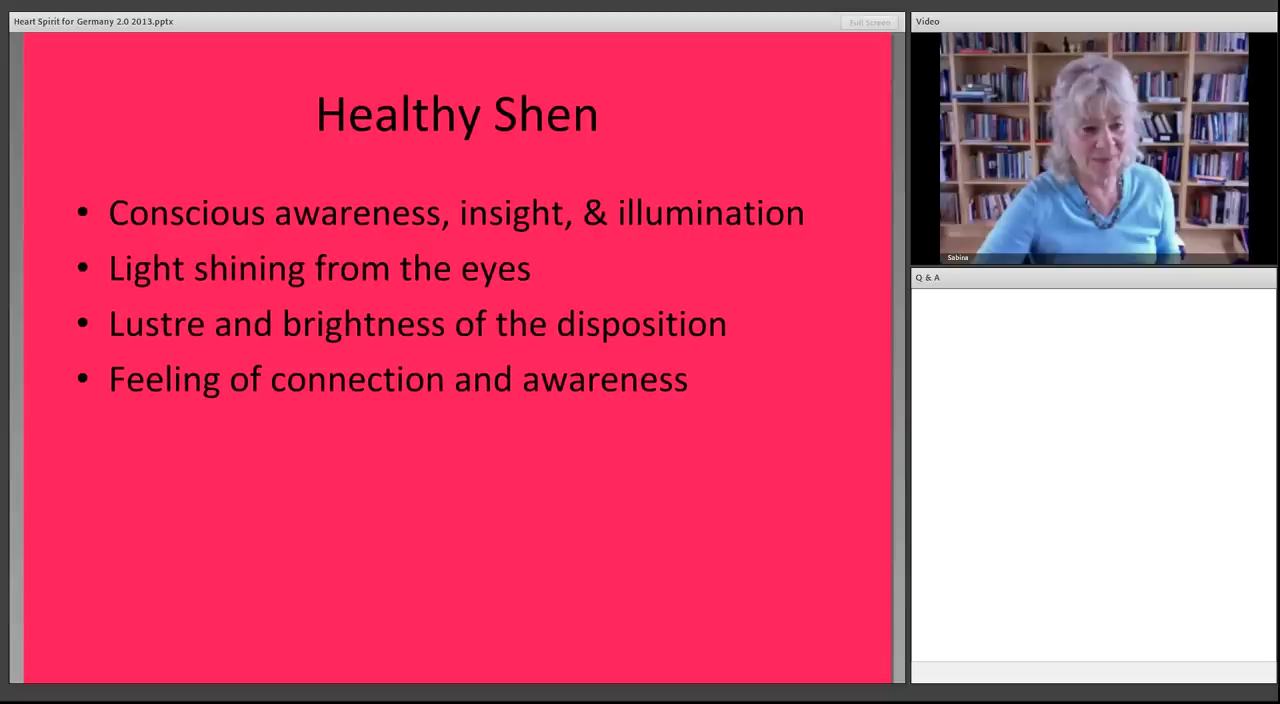 Heart Spirit for Germany 2.0 2013.pptx
Full Screen
Video
Healthy Shen
• Conscious awareness, insight, & illumination
• Light shining from the eyes
• Lustre and brightness of the disposition
• Feeling of connection and awareness
Sabina
Q & A